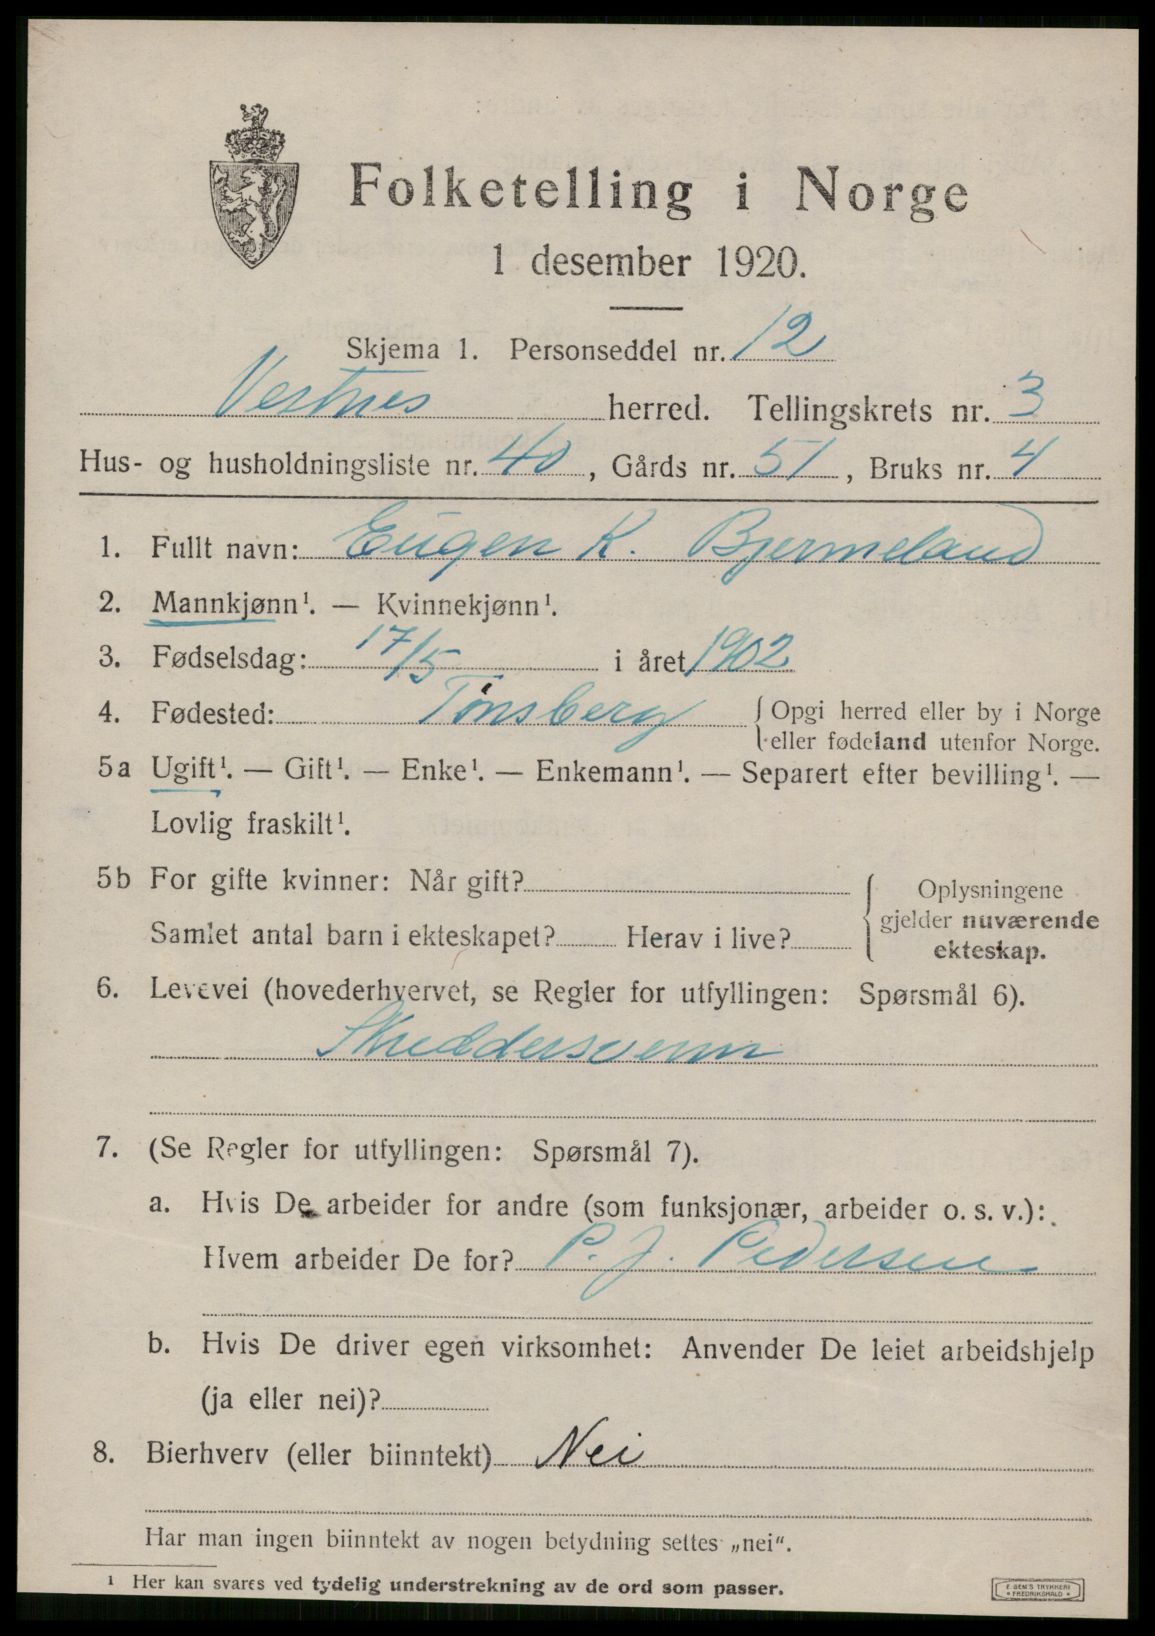 Folketelling i Norge
1 desember 1920.
Skjema 1. Personseddel nr. 12
Vestnes herred. Tellingskrets nr. 3
Hus- og husholdningsliste nr. 40, Gårds nr. 51, Bruks nr. 4
1. Fullt navn: Eugen K. Bjermeland
2. Mannkjønn¹. — Kvinnekjønn¹.
3. Fødselsdag: 17/5 i året 1902
4. Fødested: Tønsberg { Opgi herred eller by i Norge
eller fødeland utenfor Norge.
5a Ugift¹. — Gift¹. — Enke¹. — Enkemann¹. — Separert efter bevilling¹. —
Lovlig fraskilt¹.
5b For gifte kvinner: Når gift?
Samlet antal barn i ekteskapet? Herav i live?
{ Oplysningene
gjelder nuværende
ekteskap.
6. Levevei (hovederhvervet, se Regler for utfyllingen: Spørsmål 6).
Skreddersvenn
7. (Se Regler for utfyllingen: Spørsmål 7).
a. Hvis De arbeider for andre (som funksjonær, arbeider o. s. v.):
Hvem arbeider De for? P. J. Pedersen
b. Hvis De driver egen virksomhet: Anvender De leiet arbeidshjelp
(ja eller nei)?
8. Bierhverv (eller biinntekt) Nei
Har man ingen biinntekt av nogen betydning settes „nei".
¹ Her kan svares ved tydelig understrekning av de ord som passer.
E. SEM'S TRYKKERI
• FREDRIKSHALD •